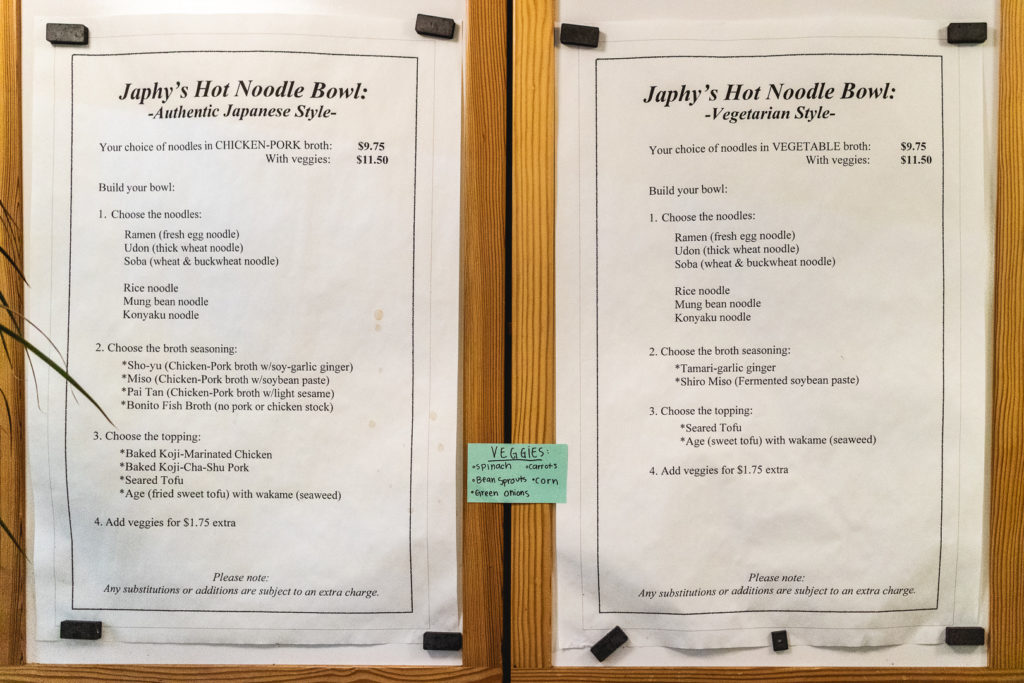 Japhy's Hot Noodle Bowl:
-Authentic Japanese Style-
Your choice of noodles in CHICKEN-PORK broth: $9.75
With veggies: $11.50
Build your bowl:
1. Choose the noodles:
Ramen (fresh egg noodle)
Udon (thick wheat noodle)
Soba (wheat & buckwheat noodle)
Rice noodle
Mung bean noodle
Konyaku noodle
2. Choose the broth seasoning:
*Sho-yu (Chicken-Pork broth w/soy-garlic ginger)
*Miso (Chicken-Pork broth w/soybean paste)
*Pai Tan (Chicken-Pork broth w/light sesame)
*Bonito Fish Broth (no pork or chicken stock)
3. Choose the topping:
*Baked Koji-Marinated Chicken
*Baked Koji-Cha-Shu Pork
*Seared Tofu
*Age (fried sweet tofu) with wakame (seaweed)
4. Add veggies for $1.75 extra
Please note:
Any substitutions or additions are subject to an extra charge.
VEGGIES:
•Spinach •Carrots
•Bean Sprouts •Corn
•Green Onions
Japhy's Hot Noodle Bowl:
-Vegetarian Style-
Your choice of noodles in VEGETABLE broth: $9.75
With veggies: $11.50
Build your bowl:
1. Choose the noodles:
Ramen (fresh egg noodle)
Udon (thick wheat noodle)
Soba (wheat & buckwheat noodle)
Rice noodle
Mung bean noodle
Konyaku noodle
2. Choose the broth seasoning:
*Tamari-garlic ginger
*Shiro Miso (Fermented soybean paste)
3. Choose the topping:
*Seared Tofu
*Age (sweet tofu) with wakame (seaweed)
4. Add veggies for $1.75 extra
Please note:
Any substitutions or additions are subject to an extra charge.